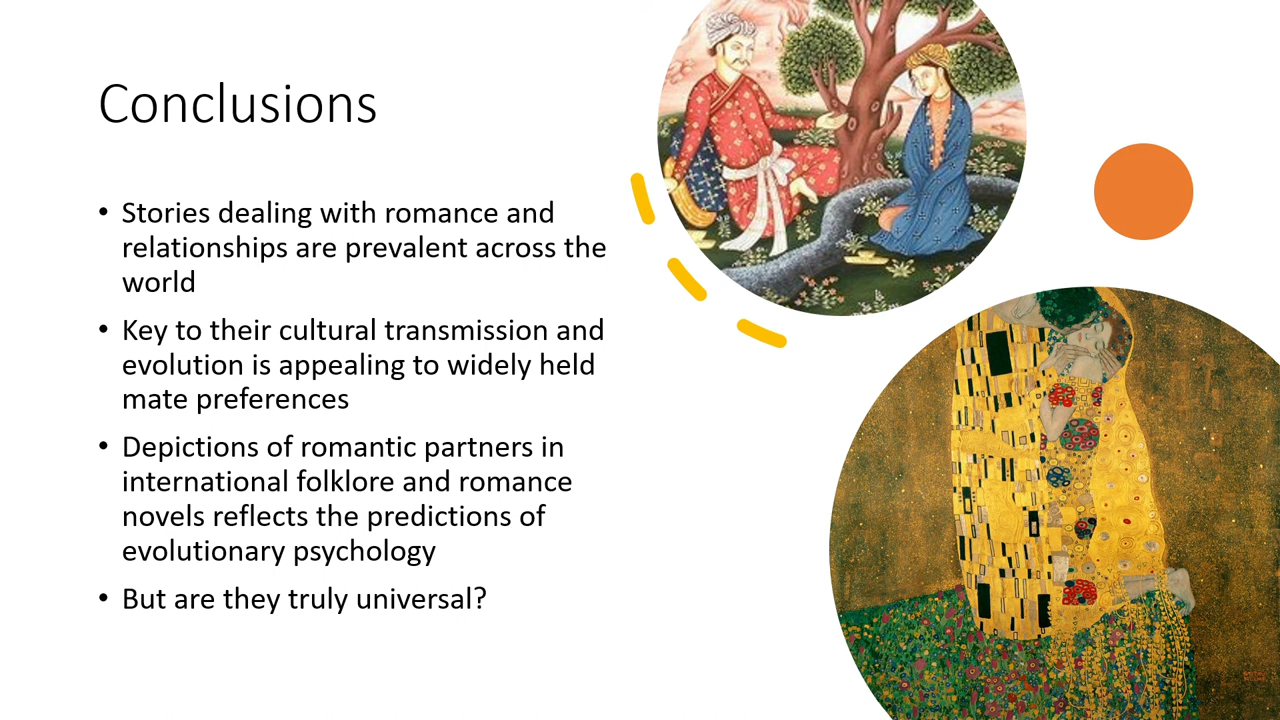 Conclusions
• Stories dealing with romance and
relationships are prevalent across the
world
• Key to their cultural transmission and
evolution is appealing to widely held
mate preferences
• Depictions of romantic partners in
international folklore and romance
novels reflects the predictions of
evolutionary psychology
• But are they truly universal?